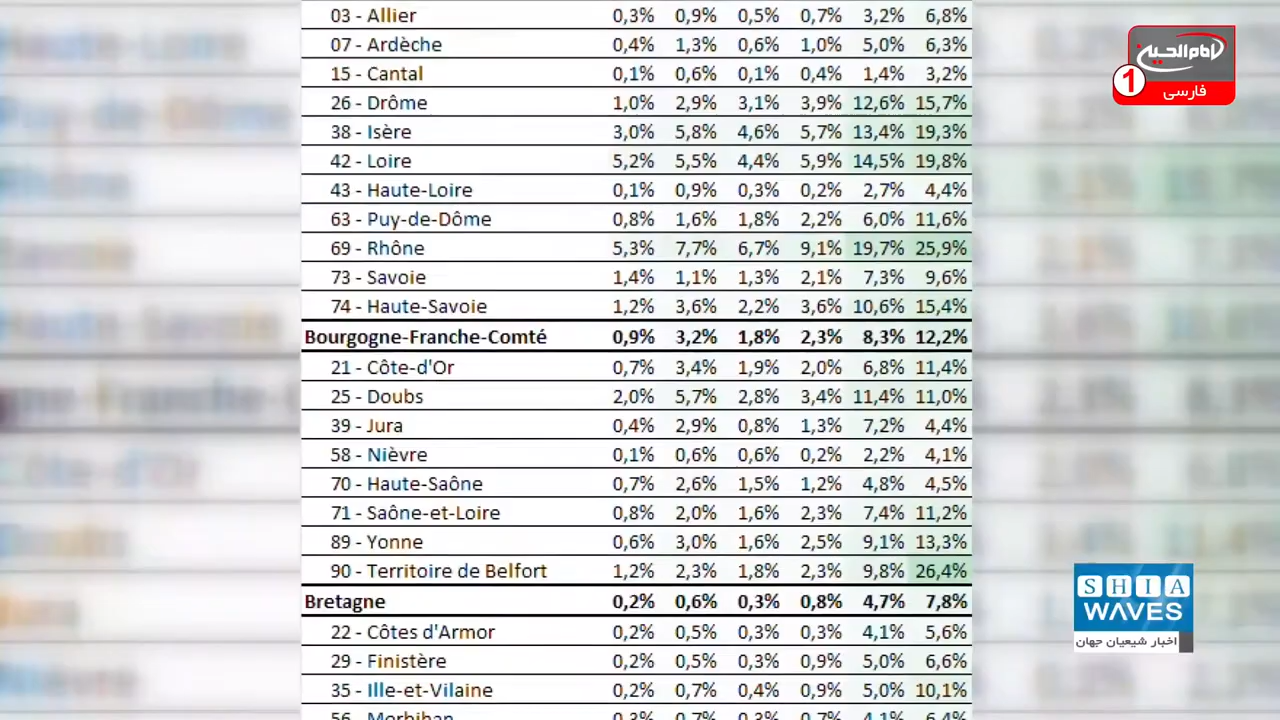 03 - Allier 0,3% 0,9% 0,5% 0,7% 3,2% 6,8%
07 - Ardèche 0,4% 1,3% 0,6% 1,0% 5,0% 6,3%
15 - Cantal 0,1% 0,6% 0,1% 0,4% 1,4% 3,2%
26 - Drôme 1,0% 2,9% 3,1% 3,9% 12,6% 15,7%
38 - Isère 3,0% 5,8% 4,6% 5,7% 13,4% 19,3%
42 - Loire 5,2% 5,5% 4,4% 5,9% 14,5% 19,8%
43 - Haute-Loire 0,1% 0,9% 0,3% 0,2% 2,7% 4,4%
63 - Puy-de-Dôme 0,8% 1,6% 1,8% 2,2% 6,0% 11,6%
69 - Rhône 5,3% 7,7% 6,7% 9,1% 19,7% 25,9%
73 - Savoie 1,4% 1,1% 1,3% 2,1% 7,3% 9,6%
74 - Haute-Savoie 1,2% 3,6% 2,2% 3,6% 10,6% 15,4%
Bourgogne-Franche-Comté 0,9% 3,2% 1,8% 2,3% 8,3% 12,2%
21 - Côte-d'Or 0,7% 3,4% 1,9% 2,0% 6,8% 11,4%
25 - Doubs 2,0% 5,7% 2,8% 3,4% 11,4% 11,0%
39 - Jura 0,4% 2,9% 0,8% 1,3% 7,2% 4,4%
58 - Nièvre 0,1% 0,6% 0,6% 0,2% 2,2% 4,1%
70 - Haute-Saône 0,7% 2,6% 1,5% 1,2% 4,8% 4,5%
71 - Saône-et-Loire 0,8% 2,0% 1,6% 2,3% 7,4% 11,2%
89 - Yonne 0,6% 3,0% 1,6% 2,5% 9,1% 13,3%
90 - Territoire de Belfort 1,2% 2,3% 1,8% 2,3% 9,8% 26,4%
Bretagne 0,2% 0,6% 0,3% 0,8% 4,7% 7,8%
22 - Côtes d'Armor 0,2% 0,5% 0,3% 0,3% 4,1% 5,6%
29 - Finistère 0,2% 0,5% 0,3% 0,9% 5,0% 6,6%
35 - Ille-et-Vilaine 0,2% 0,7% 0,4% 0,9% 5,0% 10,1%
56 - Morbihan 0,3% 0,7% 0,3% 0,7% 4,1% 6,4%
امام الحسین
1
فارسی
SHIA
WAVES
اخبار شیعیان جهان